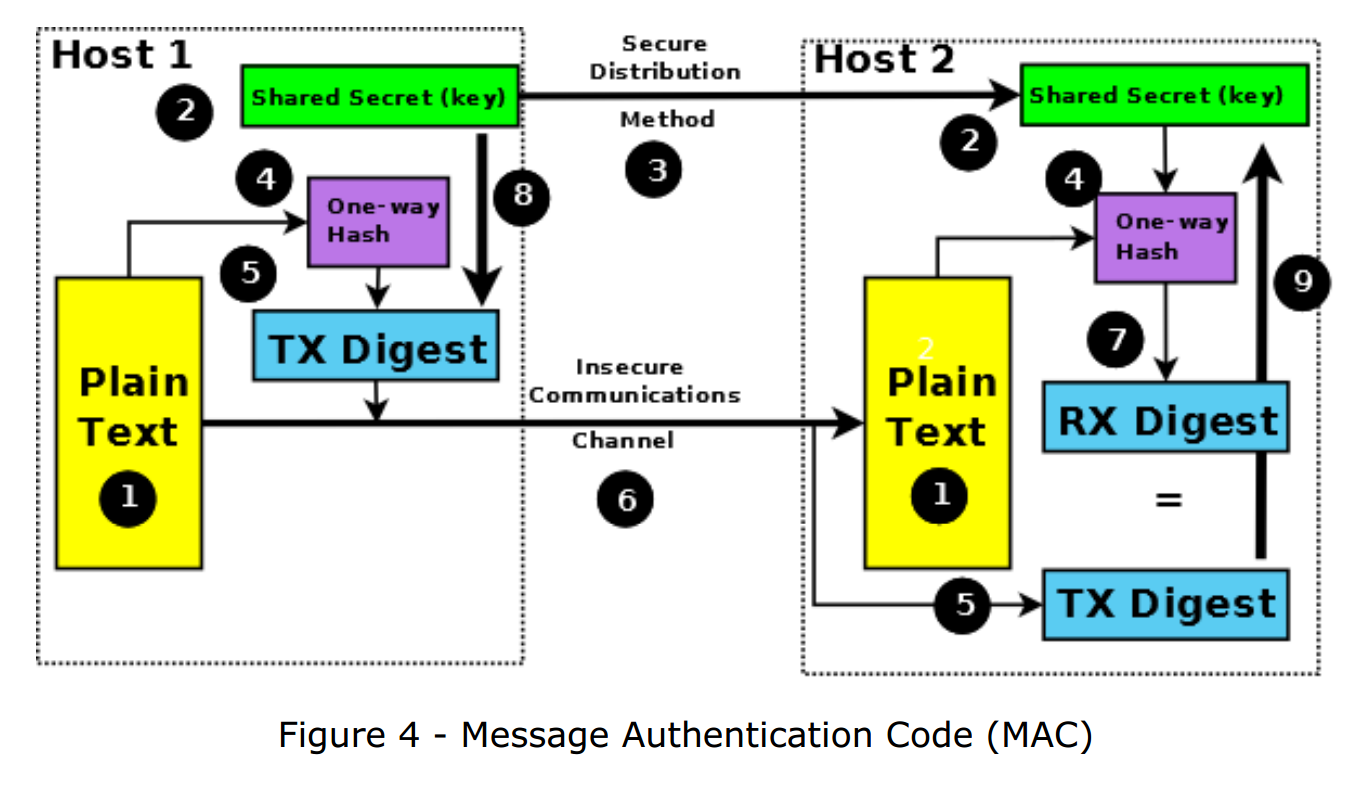 Host 1
2
Shared Secret (key)
4
One-way
Hash
8
5
TX Digest
Plain
Text
1
Secure
Distribution
Method
3
Insecure
Communications
Channel
6
Host 2
Shared Secret (key)
2
4
One-way
Hash
9
7
2
Plain
Text
1
RX Digest
=
5
TX Digest
Figure 4 - Message Authentication Code (MAC)